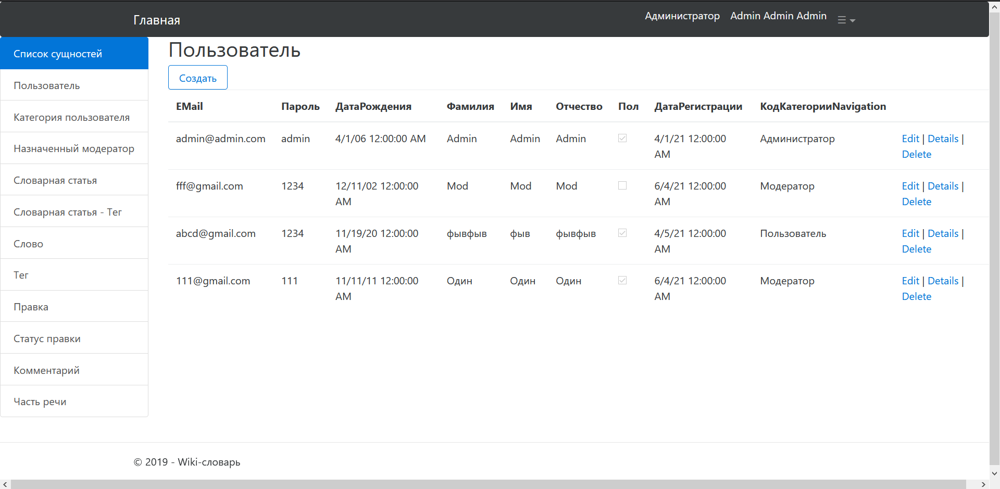 Главная
Администратор Admin Admin Admin
Список сущностей
Пользователь
Категория пользователя
Назначенный модератор
Словарная статья
Словарная статья - Тег
Слово
Тег
Правка
Статус правки
Комментарий
Часть речи
Пользователь
Создать
EMail Пароль ДатаРождения Фамилия Имя Отчество Пол ДатаРегистрации КодКатегорииNavigation
admin@admin.com admin 4/1/06 12:00:00 AM Admin Admin Admin 4/1/21 12:00:00 Администратор Edit | Details |
AM Delete
fff@gmail.com 1234 12/11/02 12:00:00 Mod Mod Mod 6/4/21 12:00:00 Модератор Edit | Details |
AM AM Delete
abcd@gmail.com 1234 11/19/20 12:00:00 фывфыв фыв фывфыв 4/5/21 12:00:00 Пользователь Edit | Details |
AM AM Delete
111@gmail.com 111 11/11/11 12:00:00 Один Один Один 6/4/21 12:00:00 Модератор Edit | Details |
AM AM Delete
© 2019 - Wiki-словарь